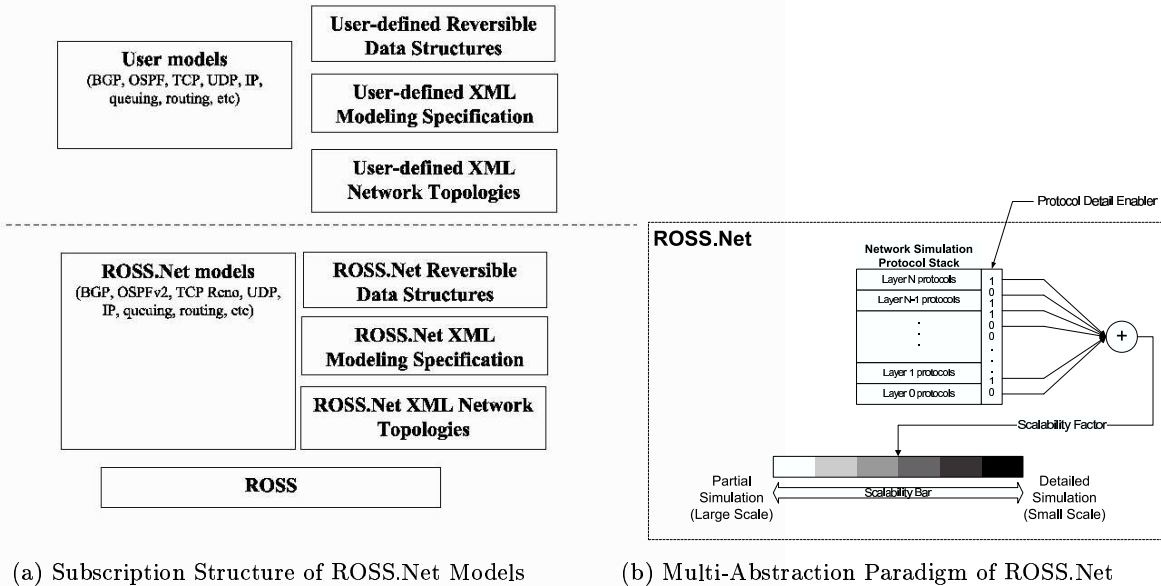 User models
(BGP, OSPF, TCP, UDP, IP,
queuing, routing, etc)
User-defined Reversible
Data Structures
User-defined XML
Modeling Specification
User-defined XML
Network Topologies
ROSS.Net models
(BGP, OSPFv2, TCP Reno, UDP,
IP, queuing, routing, etc)
ROSS.Net Reversible
Data Structures
ROSS.Net XML
Modeling Specification
ROSS.Net XML Network
Topologies
ROSS
(a) Subscription Structure of ROSS.Net Models
Protocol Detail Enabler
ROSS.Net
Network Simulation
Protocol Stack
Layer N protocols
Layer N-1 protocols
.
.
.
Layer 1 protocols
Layer 0 protocols
1
0
1
1
0
0
.
.
.
1
0
+
Scalability Factor
Partial
Simulation
(Large Scale)
Scalability Bar
Detailed
Simulation
(Small Scale)
(b) Multi-Abstraction Paradigm of ROSS.Net